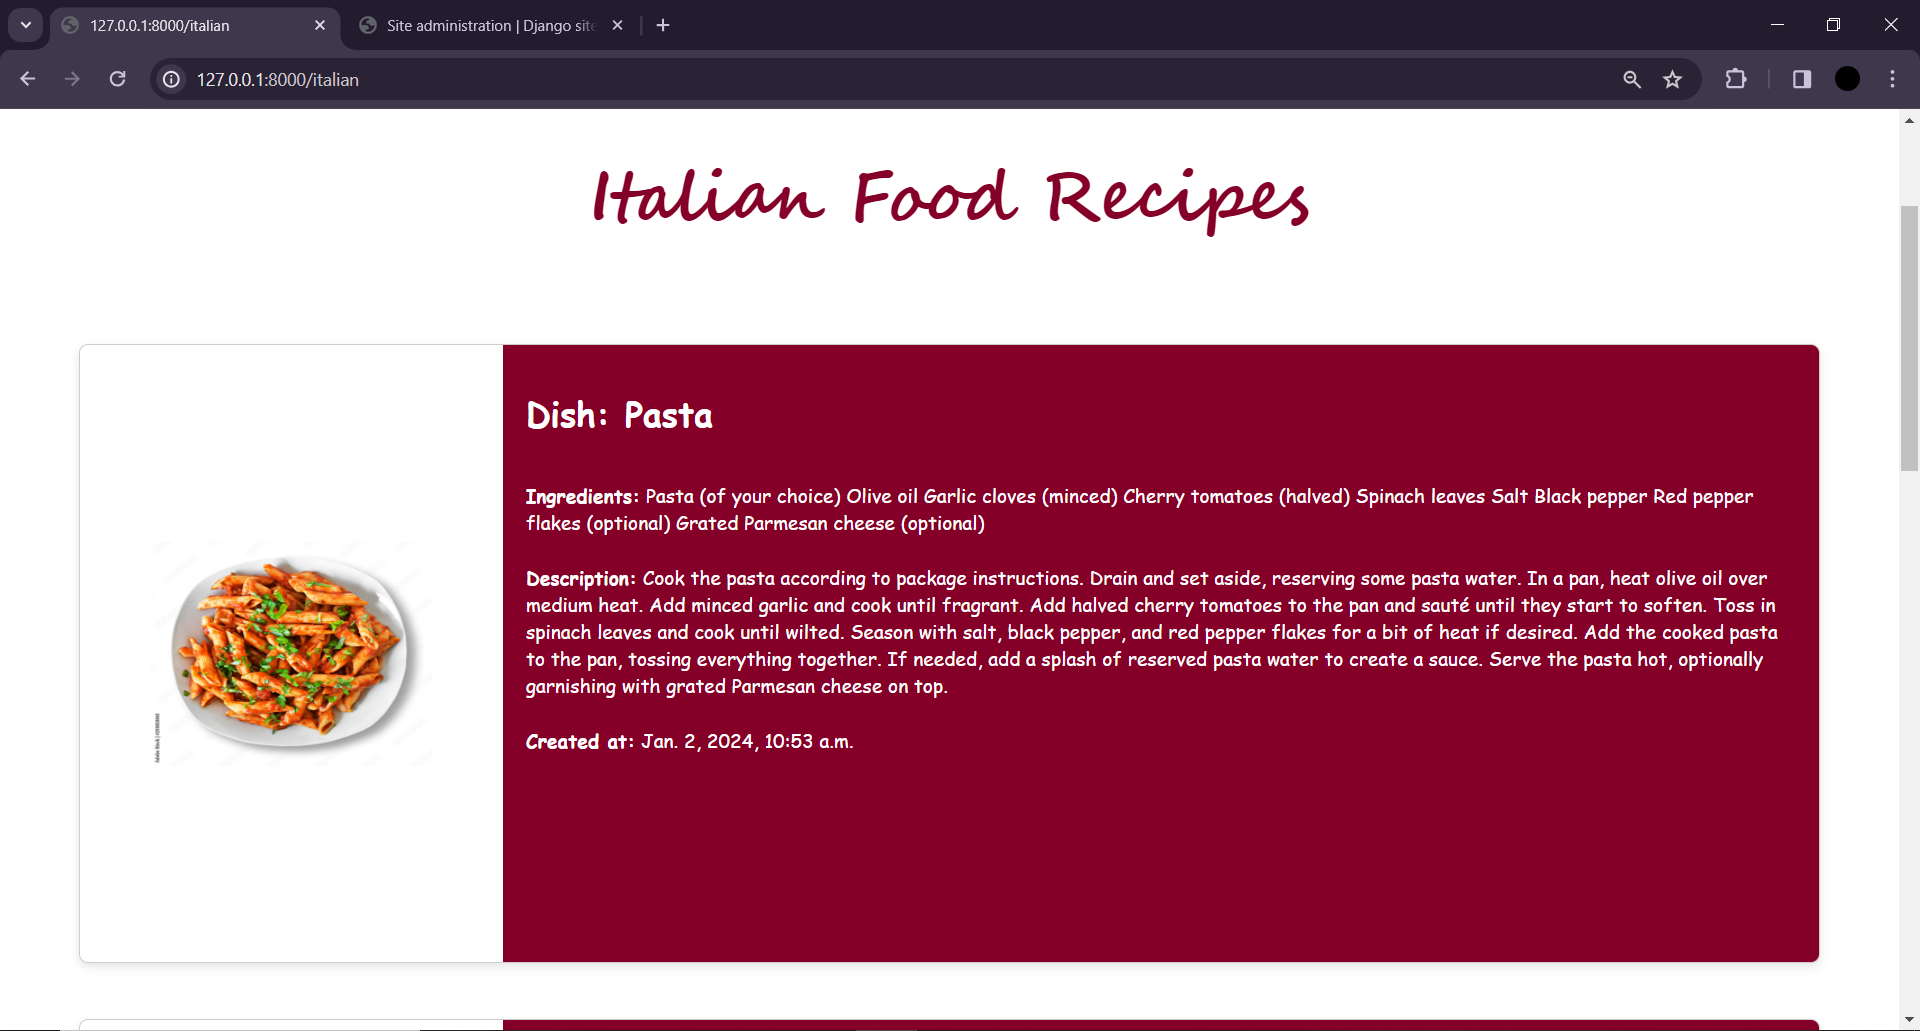 127.0.0.1:8000/italian
Site administration | Django site
127.0.0.1:8000/italian
Italian Food Recipes
Dish: Pasta
Ingredients: Pasta (of your choice) Olive oil Garlic cloves (minced) Cherry tomatoes (halved) Spinach leaves Salt Black pepper Red pepper
flakes (optional) Grated Parmesan cheese (optional)
Description: Cook the pasta according to package instructions. Drain and set aside, reserving some pasta water. In a pan, heat olive oil over
medium heat. Add minced garlic and cook until fragrant. Add halved cherry tomatoes to the pan and sauté until they start to soften. Toss in
spinach leaves and cook until wilted. Season with salt, black pepper, and red pepper flakes for a bit of heat if desired. Add the cooked pasta
to the pan, tossing everything together. If needed, add a splash of reserved pasta water to create a sauce. Serve the pasta hot, optionally
garnishing with grated Parmesan cheese on top.
Created at: Jan. 2, 2024, 10:53 a.m.